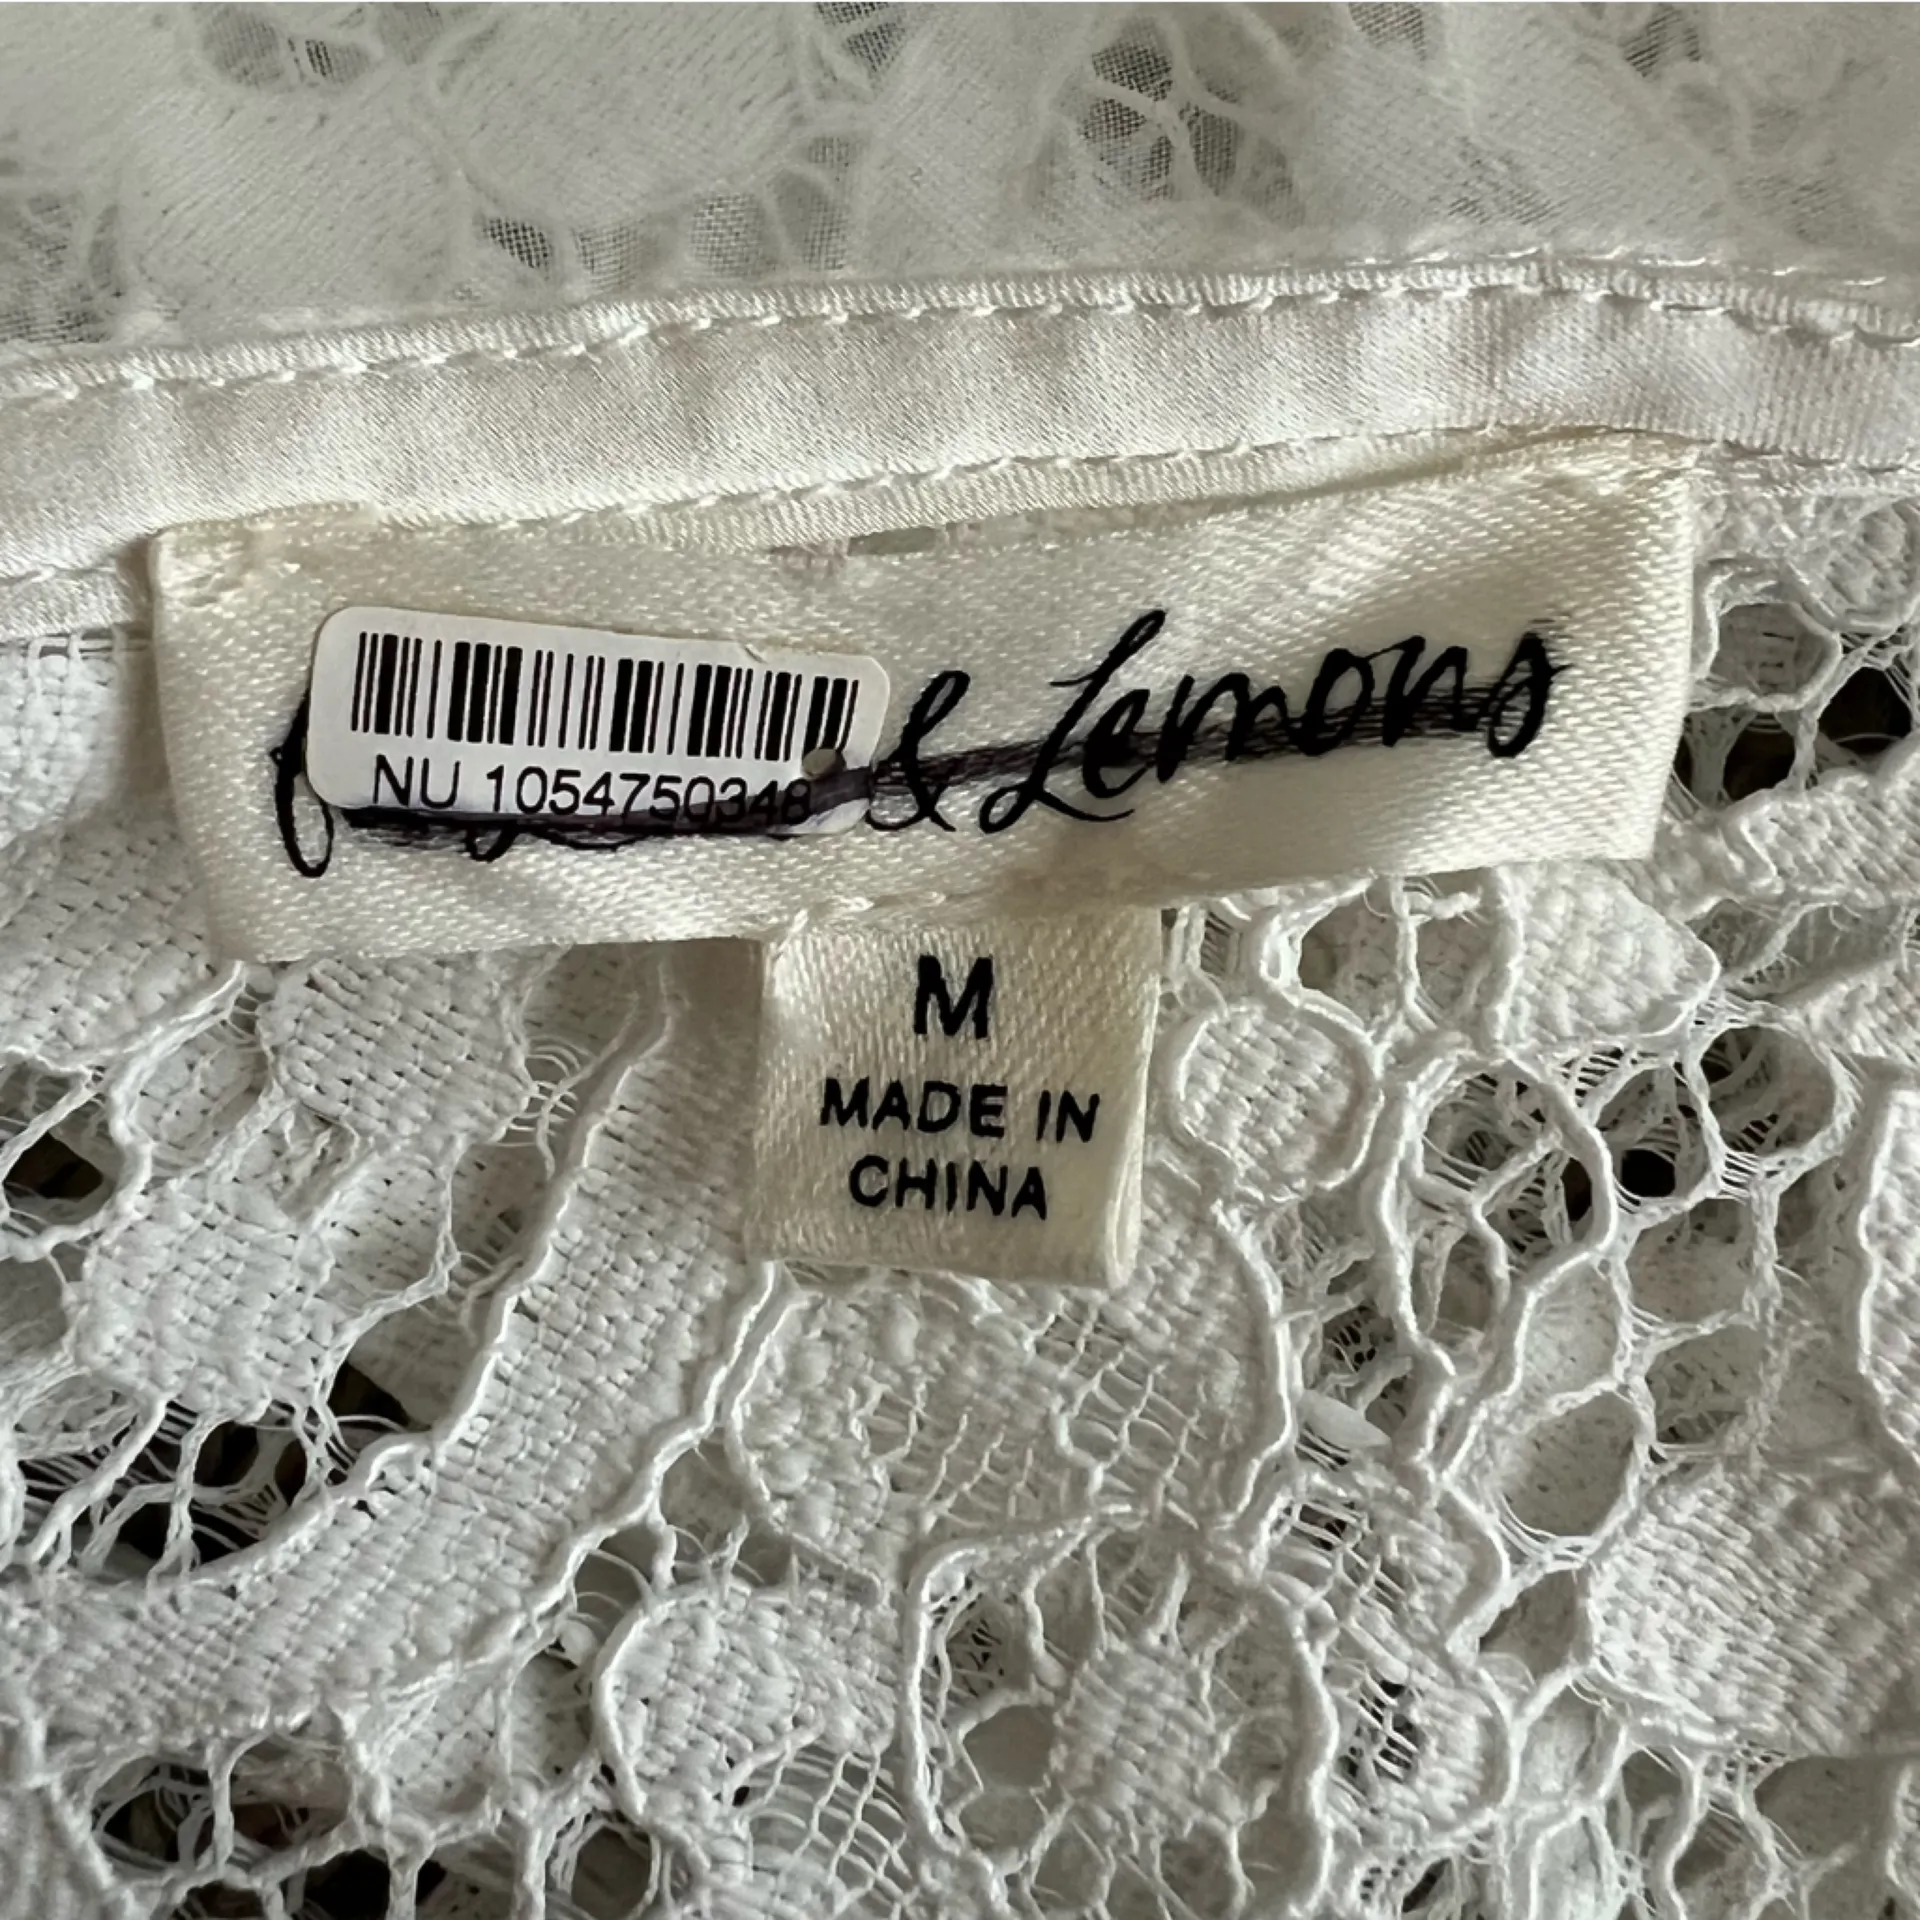 NU 1054750348
& Lemons
M
MADE IN
CHINA